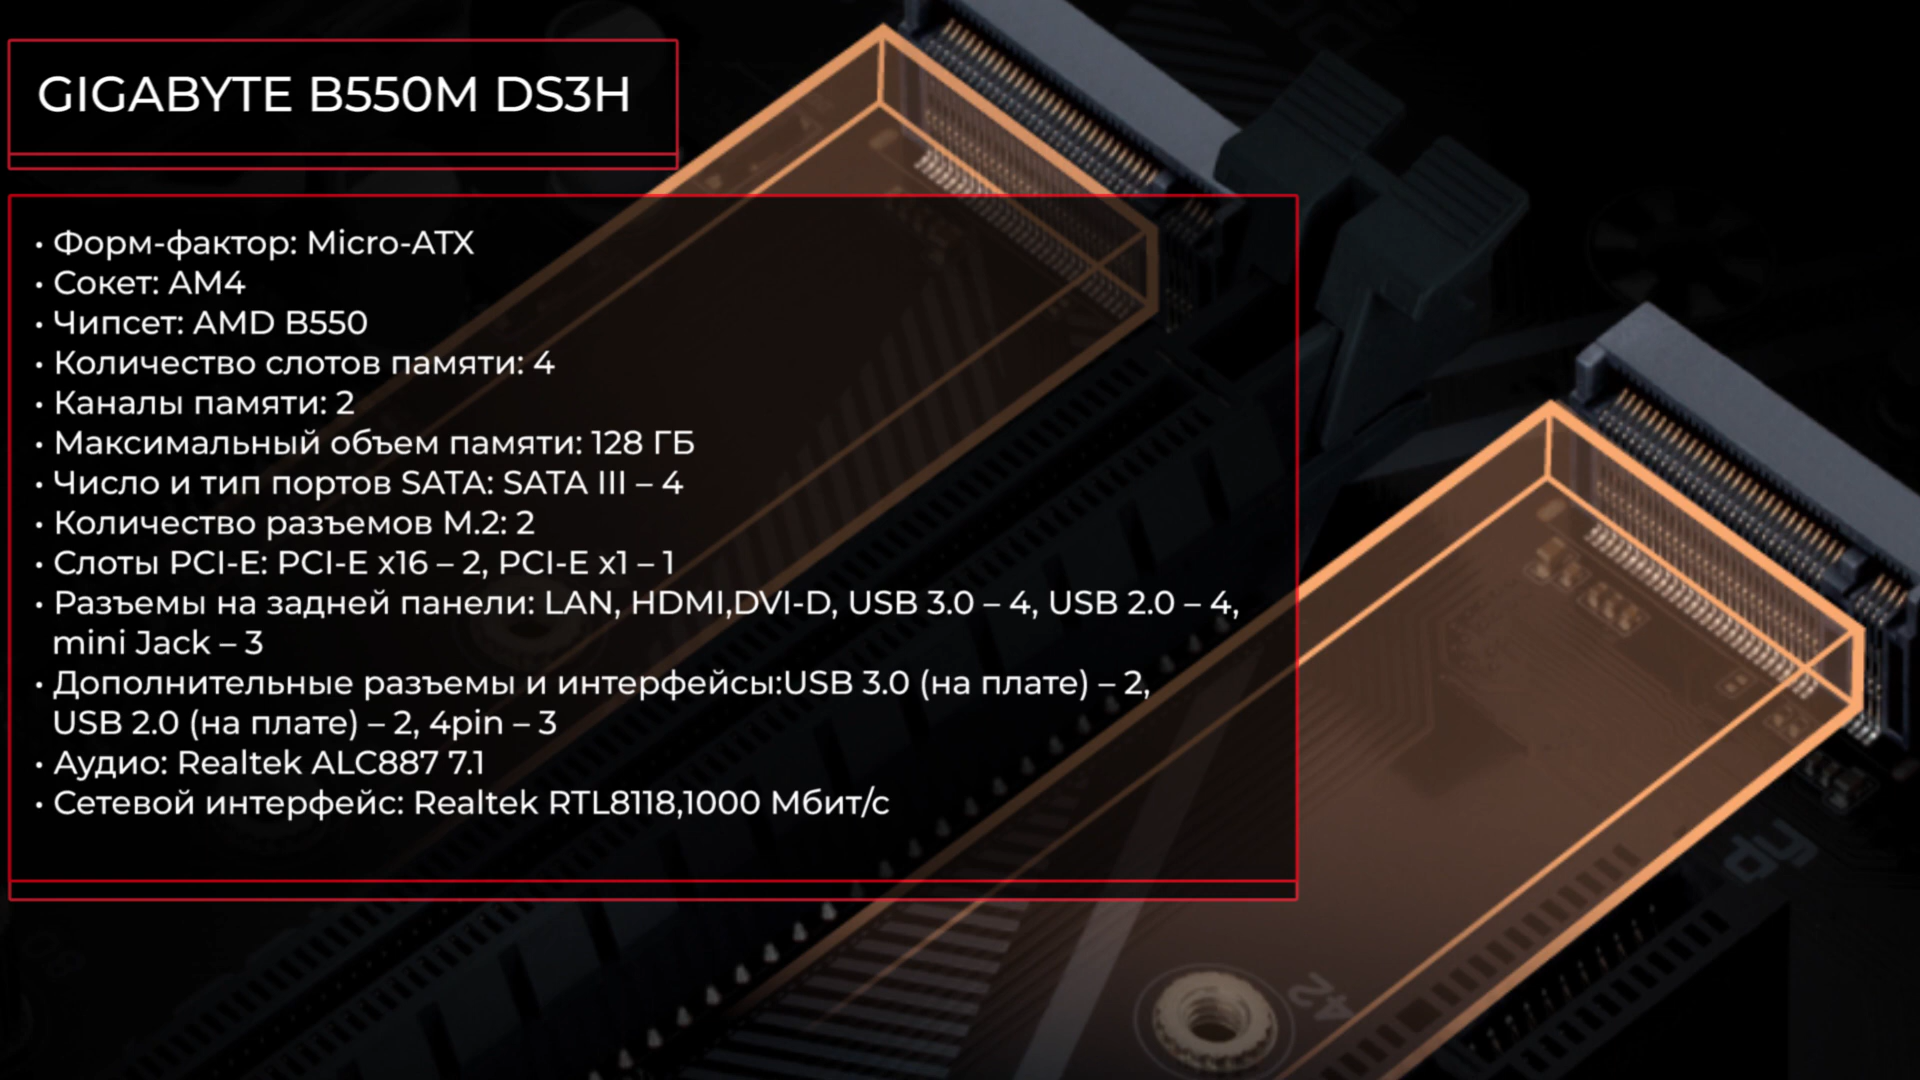 GIGABYTE B550M DS3H
• Форм-фактор: Micro-ATX
• Сокет: AM4
• Чипсет: AMD B550
• Количество слотов памяти: 4
• Каналы памяти: 2
• Максимальный объем памяти: 128 ГБ
• Число и тип портов SATA: SATA III – 4
• Количество разъемов M.2: 2
• Слоты PCI-E: PCI-E x16 – 2, PCI-E x1 – 1
• Разъемы на задней панели: LAN, HDMI,DVI-D, USB 3.0 – 4, USB 2.0 – 4,
mini Jack – 3
• Дополнительные разъемы и интерфейсы:USB 3.0 (на плате) – 2,
USB 2.0 (на плате) – 2, 4pin – 3
• Аудио: Realtek ALC887 7.1
• Сетевой интерфейс: Realtek RTL8118,1000 Мбит/с
42